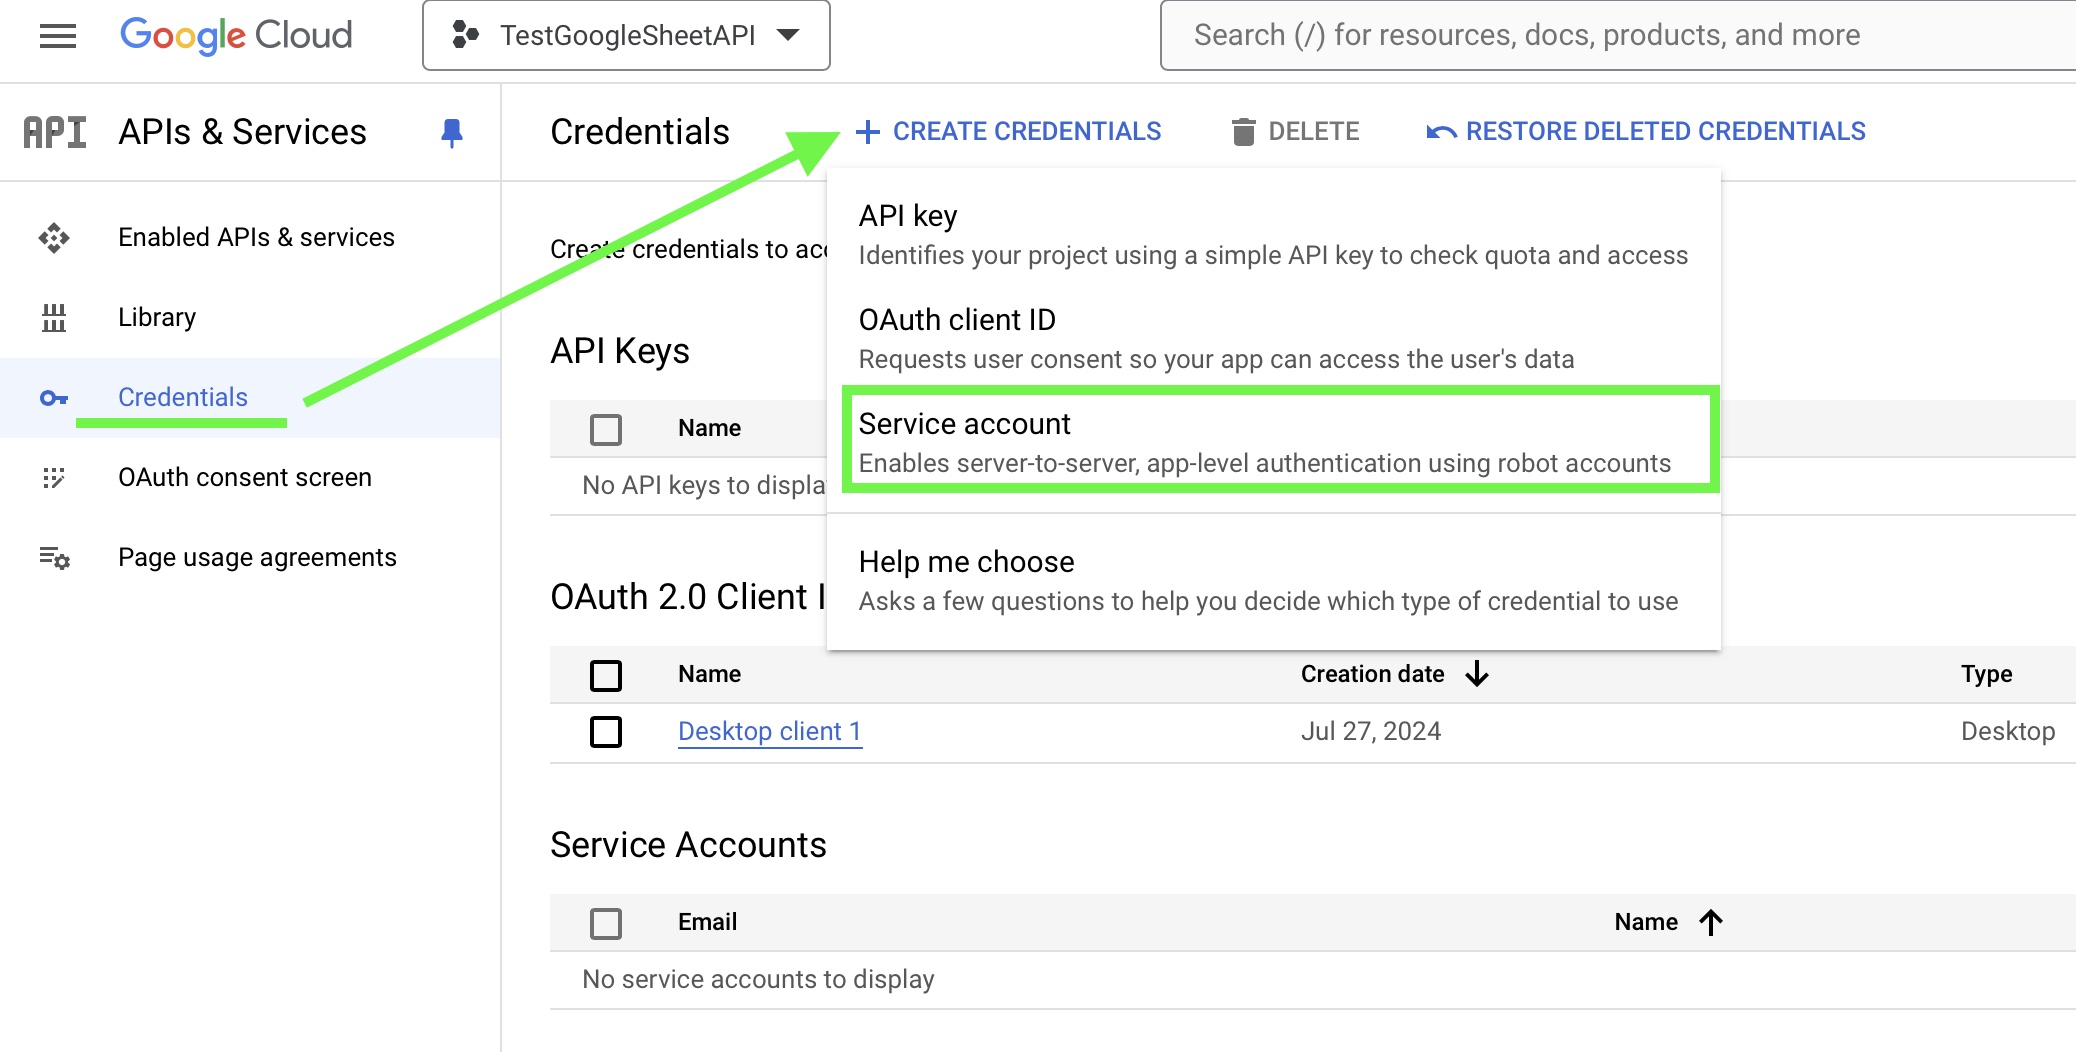 Google Cloud
TestGoogleSheetAPI
Search (/) for resources, docs, products, and more
API
APIs & Services
Credentials
CREATE CREDENTIALS
DELETE
RESTORE DELETED CREDENTIALS
Enabled APIs & services
Library
Credentials
OAuth consent screen
Page usage agreements
Create credentials to acc
API key
Identifies your project using a simple API key to check quota and access
OAuth client ID
Requests user consent so your app can access the user's data
Service account
Enables server-to-server, app-level authentication using robot accounts
Help me choose
Asks a few questions to help you decide which type of credential to use
API Keys
Name
No API keys to displa
OAuth 2.0 Client I
Name
Creation date
Type
Desktop client 1
Jul 27, 2024
Desktop
Service Accounts
Email
Name
No service accounts to display